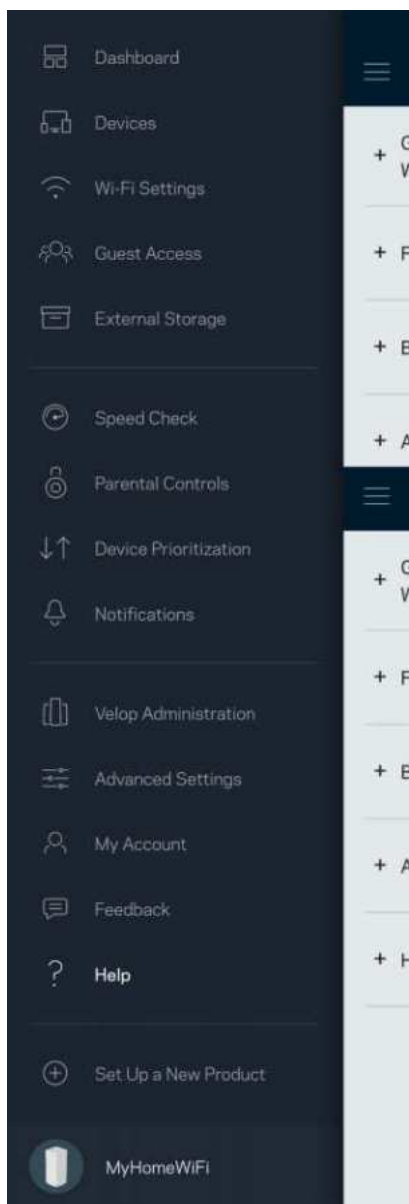 Dashboard
Devices
Wi-Fi Settings
Guest Access
External Storage
Speed Check
Parental Controls
Device Prioritization
Notifications
Velop Administration
Advanced Settings
My Account
Feedback
Help
Set Up a New Product
MyHomeWiFi